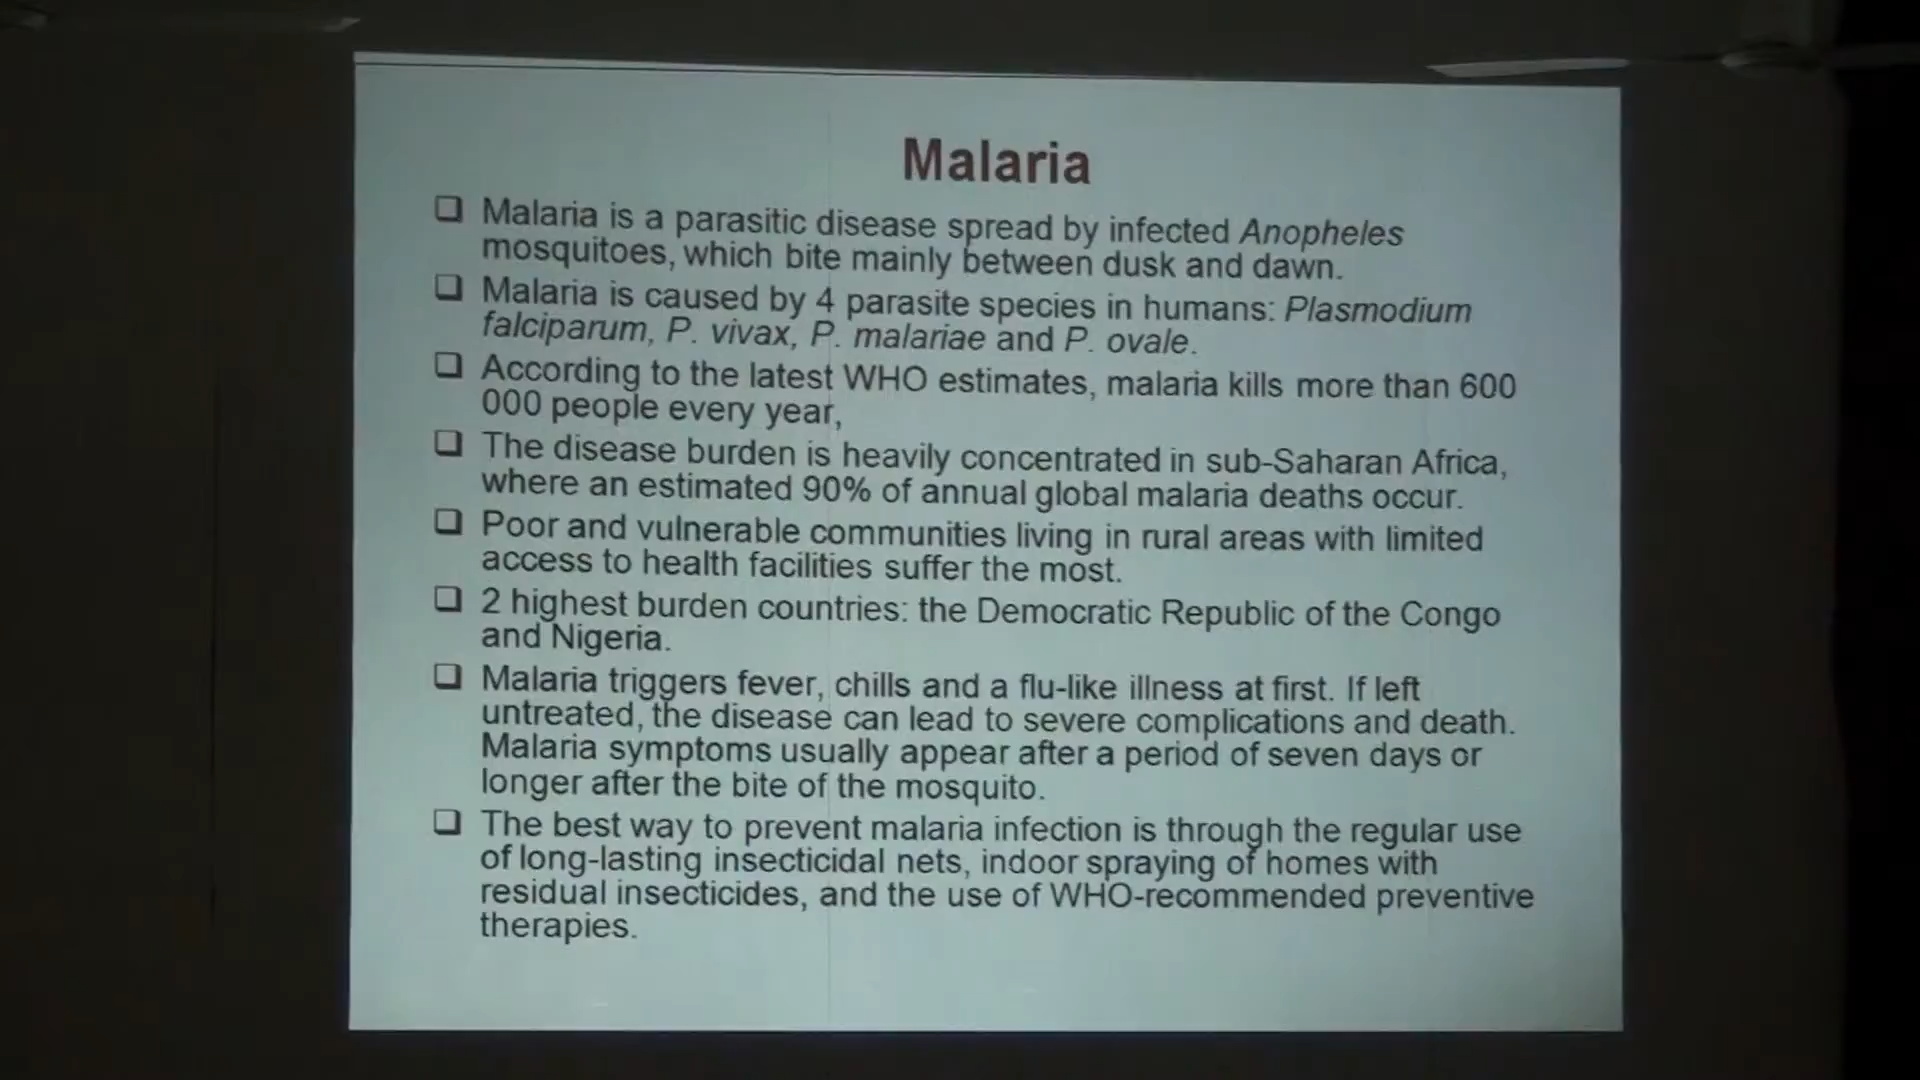 Malaria
❑ Malaria is a parasitic disease spread by infected Anopheles
mosquitoes, which bite mainly between dusk and dawn.
❑ Malaria is caused by 4 parasite species in humans: Plasmodium
falciparum, P. vivax, P. malariae and P. ovale.
❑ According to the latest WHO estimates, malaria kills more than 600
000 people every year,
❑ The disease burden is heavily concentrated in sub-Saharan Africa,
where an estimated 90% of annual global malaria deaths occur.
❑ Poor and vulnerable communities living in rural areas with limited
access to health facilities suffer the most.
❑ 2 highest burden countries: the Democratic Republic of the Congo
and Nigeria.
❑ Malaria triggers fever, chills and a flu-like illness at first. If left
untreated, the disease can lead to severe complications and death.
Malaria symptoms usually appear after a period of seven days or
longer after the bite of the mosquito.
❑ The best way to prevent malaria infection is through the regular use
of long-lasting insecticidal nets, indoor spraying of homes with
residual insecticides, and the use of WHO-recommended preventive
therapies.